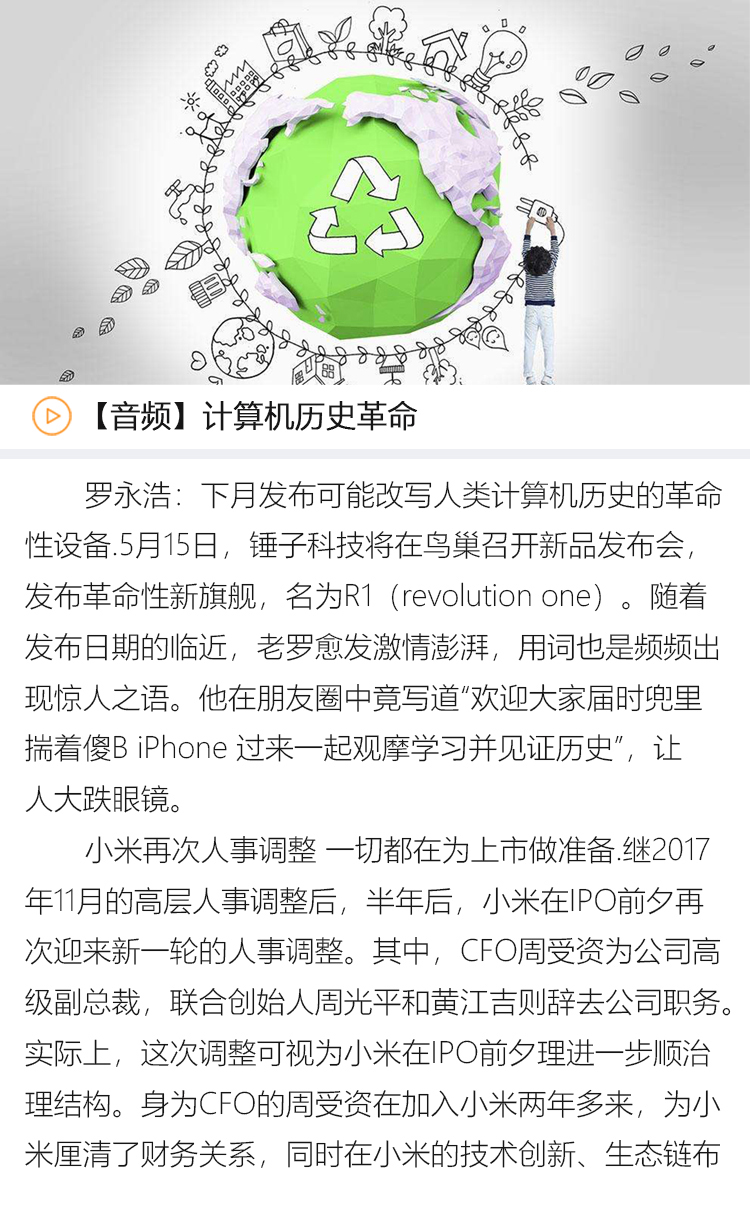 【音频】计算机历史革命
罗永浩：下月发布可能改写人类计算机历史的革命
性设备.5月15日，锤子科技将在鸟巢召开新品发布会，
发布革命性新旗舰，名为R1（revolution one）。随着
发布日期的临近，老罗愈发激情澎湃，用词也是频频出
现惊人之语。他在朋友圈中竟写道“欢迎大家届时兜里
揣着傻B iPhone 过来一起观摩学习并见证历史”，让
人大跌眼镜。
小米再次人事调整 一切都在为上市做准备.继2017
年11月的高层人事调整后，半年后，小米在IPO前夕再
次迎来新一轮的人事调整。其中，CFO周受资为公司高
级副总裁，联合创始人周光平和黄江吉则辞去公司职务。
实际上，这次调整可视为小米在IPO前夕理进一步顺治
理结构。身为CFO的周受资在加入小米两年多来，为小
米厘清了财务关系，同时在小米的技术创新、生态链布